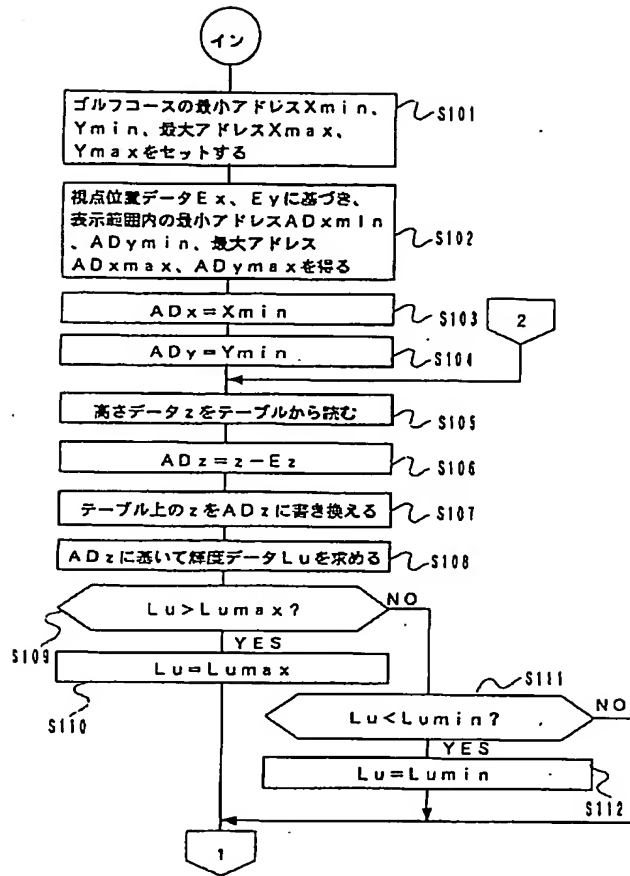 イン
ゴルフコースの最小アドレスXmin、
Ymin、最大アドレスXmax、
Ymaxをセットする
S101
視点位置データEx、Eyに基づき、
表示範囲内の最小アドレスADxmin
、ADymin、最大アドレス
ADxmax、ADymaxを得る
S102
ADx=Xmin
S103
2
ADy=Ymin
S104
高さデータzをテーブルから読む
S105
ADz=z-Ez
S106
テーブル上のzをADzに書き換える
S107
ADzに基いて輝度データLuを求める
S108
Lu>Lumax?
NO
S109
YES
Lu=Lumax
S110
S111
Lu<Lumin?
NO
YES
Lu=Lumin
S112
1